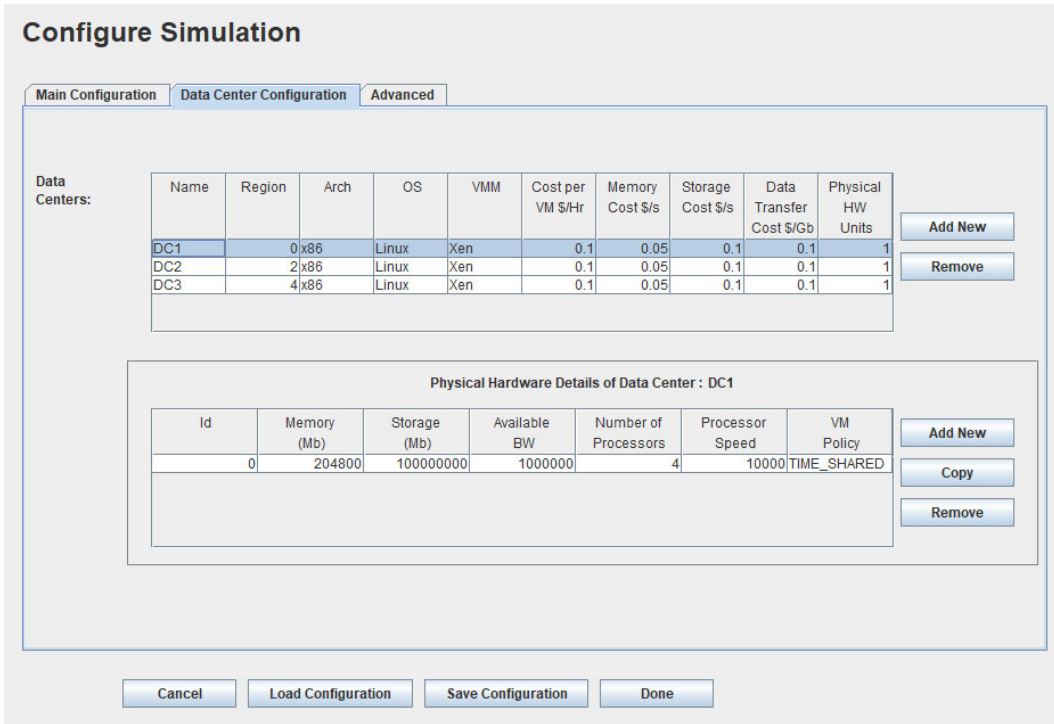 Configure Simulation
Main Configuration Data Center Configuration Advanced
Data
Centers:
Name Region Arch OS VMM Cost per VM $/Hr Memory Cost $/s Storage Cost $/s Data Transfer Cost $/Gb Physical HW Units
DC1 0 x86 Linux Xen 0.1 0.05 0.1 0.1 1
DC2 2 x86 Linux Xen 0.1 0.05 0.1 0.1 1
DC3 4 x86 Linux Xen 0.1 0.05 0.1 0.1 1
Add New
Remove
Physical Hardware Details of Data Center : DC1
Id Memory (Mb) Storage (Mb) Available BW Number of Processors Processor Speed VM Policy
0 204800 100000000 1000000 4 10000 TIME_SHARED
Add New
Copy
Remove
Cancel Load Configuration Save Configuration Done